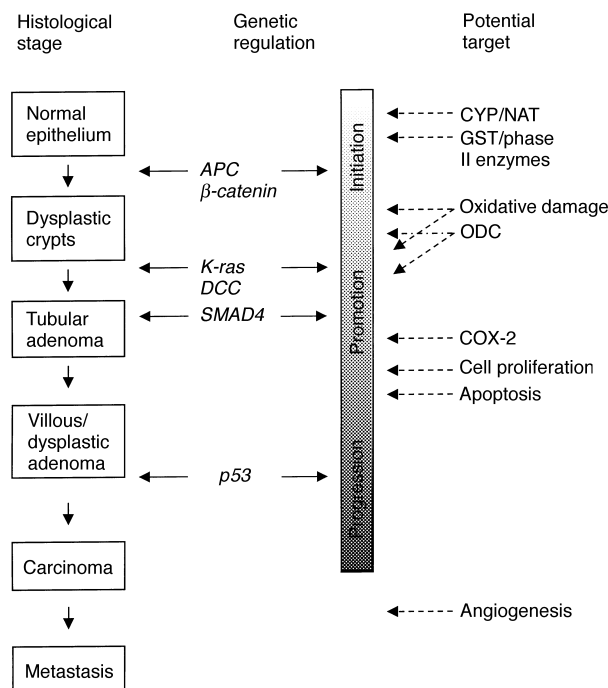 Histological
stage
Genetic
regulation
Potential
target
Normal
epithelium
Dysplastic
crypts
Tubular
adenoma
Villous/
dysplastic
adenoma
Carcinoma
Metastasis
APC
β-catenin
K-ras
DCC
SMAD4
p53
Initiation
Promotion
Progression
CYP/NAT
GST/phase
II enzymes
Oxidative damage
ODC
COX-2
Cell proliferation
Apoptosis
Angiogenesis